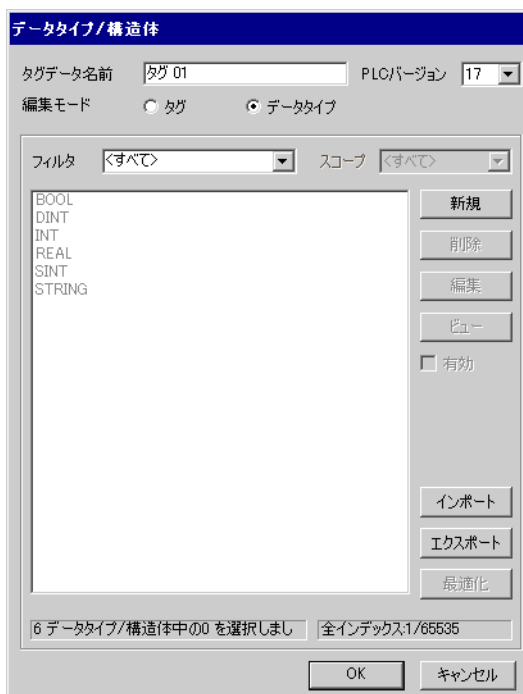 データタイプ/構造体
タグデータ名前 タグ 01 PLCバージョン 17
編集モード タグ データタイプ
フィルタ <すべて> スコープ <すべて>
BOOL
DINT
INT
REAL
SINT
STRING
新規
削除
編集
ビュー
有効
インポート
エクスポート
最適化
6 データタイプ/構造体中の0 を選択しまし 全インデックス:1/65535
OK キャンセル